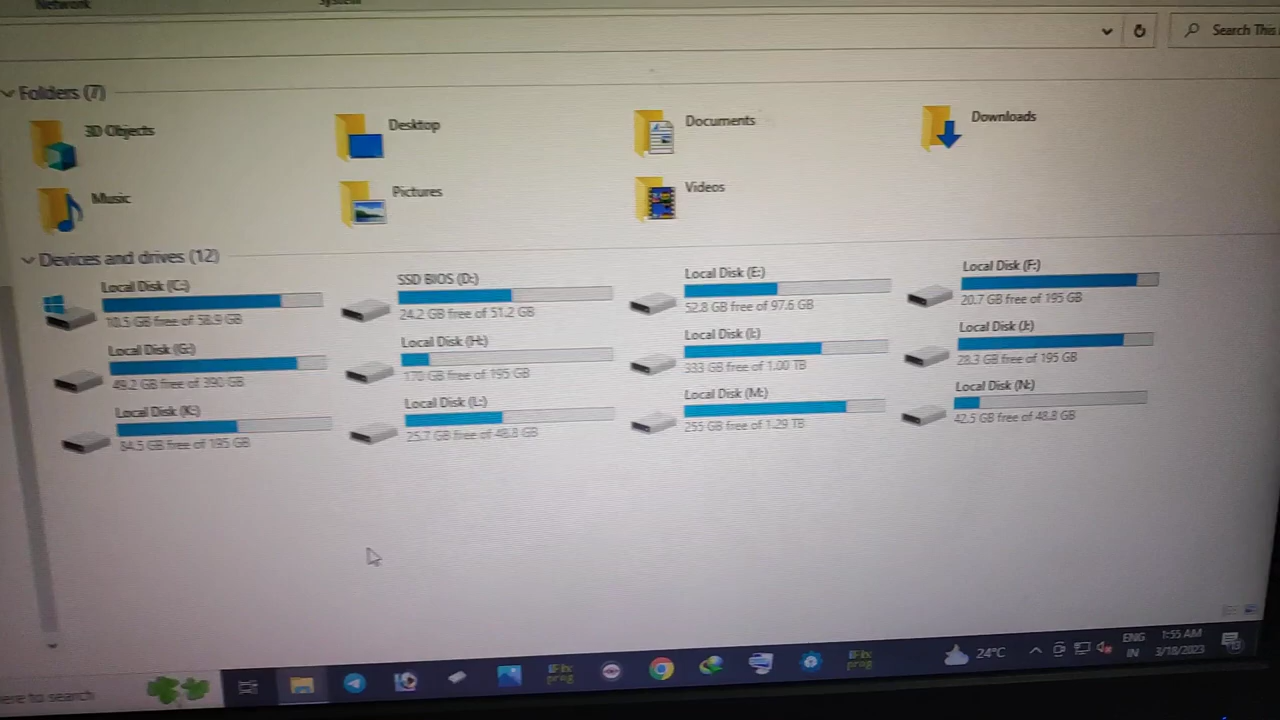 Network
System
Search This
Folders (7)
3D Objects
Desktop
Documents
Downloads
Music
Pictures
Videos
Devices and drives (12)
Local Disk (C:)
10.5 GB free of 58.9 GB
SSD BIOS (D:)
24.2 GB free of 51.2 GB
Local Disk (E:)
52.8 GB free of 97.6 GB
Local Disk (F:)
20.7 GB free of 195 GB
Local Disk (G:)
49.2 GB free of 390 GB
Local Disk (H:)
170 GB free of 195 GB
Local Disk (I:)
333 GB free of 1.00 TB
Local Disk (J:)
28.3 GB free of 195 GB
Local Disk (K:)
84.5 GB free of 195 GB
Local Disk (L:)
25.7 GB free of 48.8 GB
Local Disk (M:)
255 GB free of 1.29 TB
Local Disk (N:)
42.5 GB free of 48.8 GB
ere to search
prog
prog
24°C
ENG
IN
1:55 AM
3/18/2023